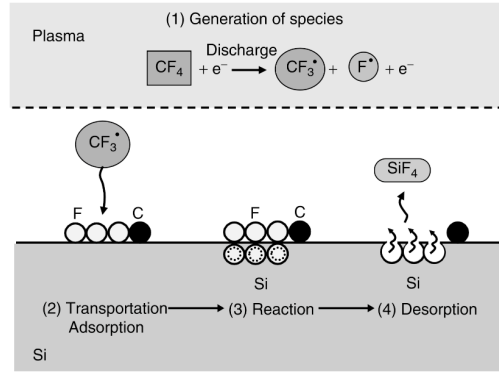 (1) Generation of species
Plasma
Discharge
CF₄ + e⁻ CF₃• + F• + e⁻
CF₃•
SiF₄
F C F C
Si Si
(2) Transportation (3) Reaction (4) Desorption
Adsorption
Si